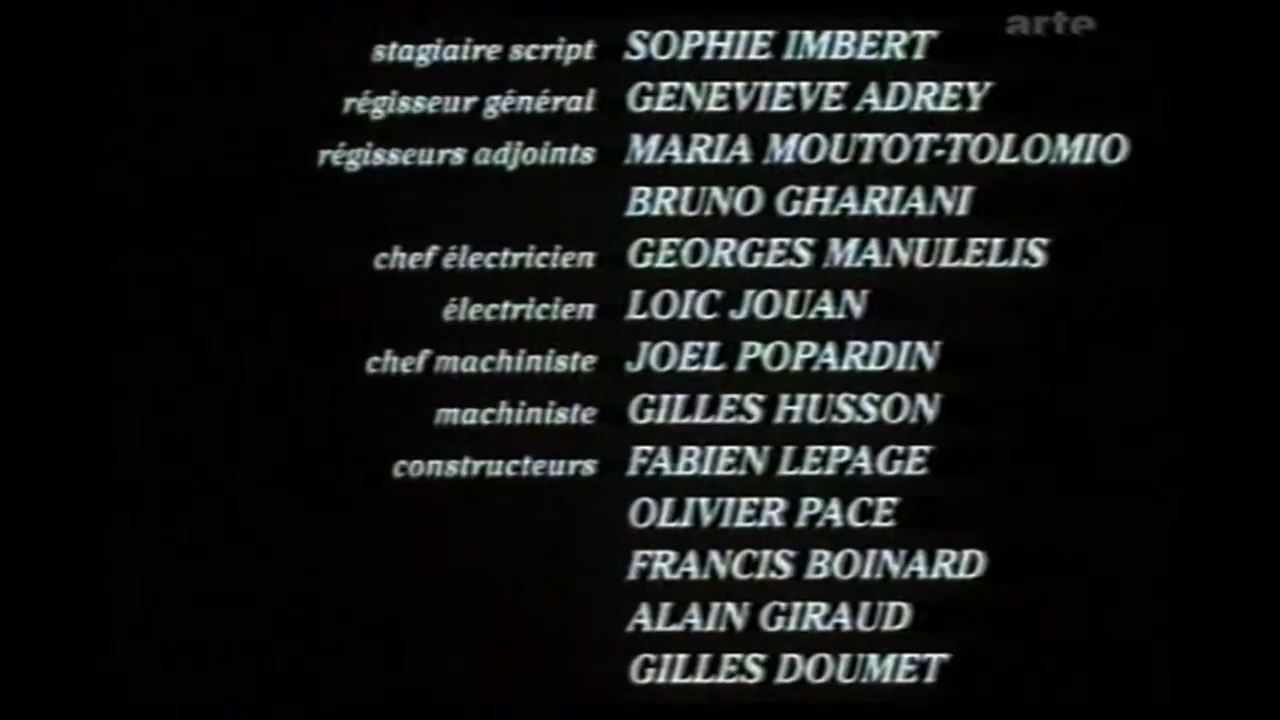 arte
stagiaire script SOPHIE IMBERT
régisseur général GENEVIEVE ADREY
régisseurs adjoints MARIA MOUTOT-TOLOMIO
BRUNO GHARIANI
chef électricien GEORGES MANULELIS
électricien LOIC JOUAN
chef machiniste JOEL POPARDIN
machiniste GILLES HUSSON
constructeurs FABIEN LEPAGE
OLIVIER PACE
FRANCIS BOINARD
ALAIN GIRAUD
GILLES DOUMET